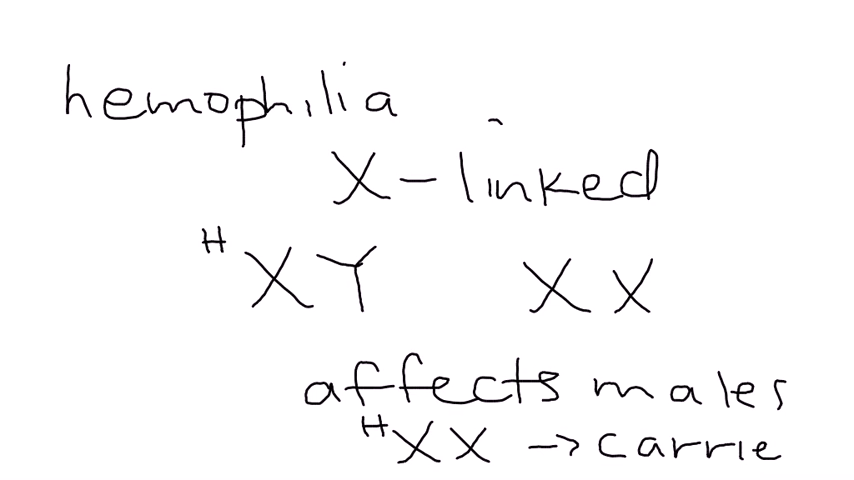 hemophilia
X-linked
ᴴXY XX
affects males
ᴴXX → carrie